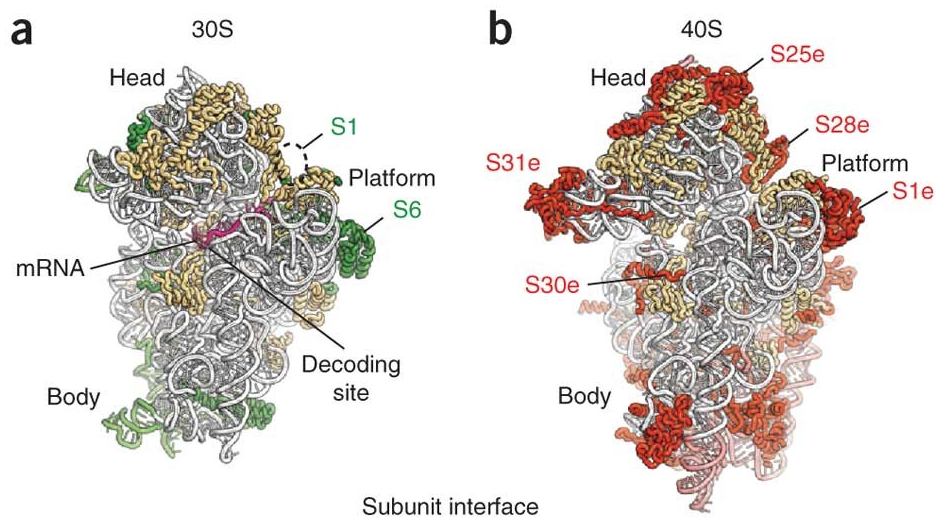 a
30S
Head
S1
Platform
S6
mRNA
Decoding
site
Body
b
40S
S25e
Head
S28e
Platform
S31e
S1e
S30e
Body
Subunit interface